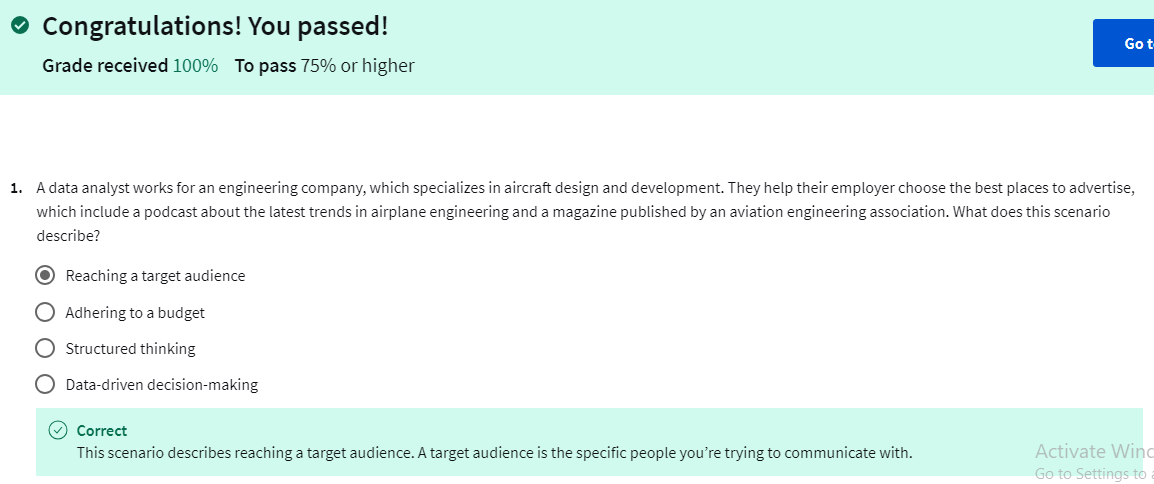 Congratulations! You passed!
Go t
Grade received 100% To pass 75% or higher
1. A data analyst works for an engineering company, which specializes in aircraft design and development. They help their employer choose the best places to advertise,
which include a podcast about the latest trends in airplane engineering and a magazine published by an aviation engineering association. What does this scenario
describe?
Reaching a target audience
Adhering to a budget
Structured thinking
Data-driven decision-making
Correct
This scenario describes reaching a target audience. A target audience is the specific people you’re trying to communicate with.
Activate Winc
Go to Settings to a